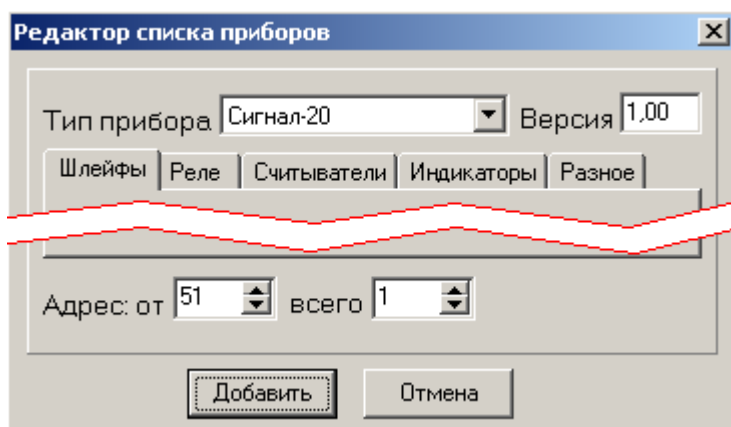 Редактор списка приборов
Тип прибора Сигнал-20 Версия 1,00
Шлейфы Реле Считыватели Индикаторы Разное
Адрес: от 51 всего 1
Добавить Отмена